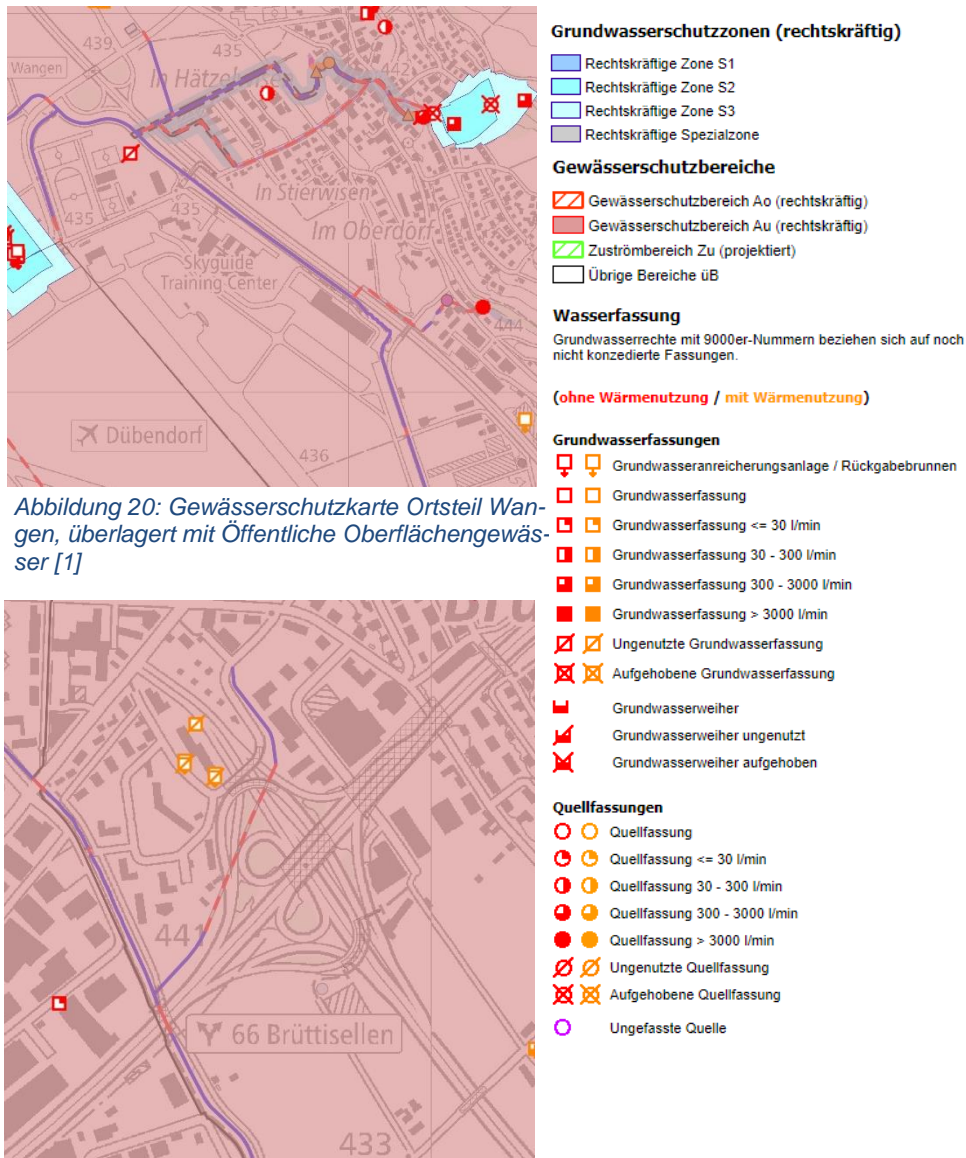 439
435
Wangen
442
435
435
In Stierwisen
Im Oberdorf
Skyguide
Training Center
444
Dübendorf
436
Abbildung 20: Gewässerschutzkarte Ortsteil Wan-
gen, überlagert mit Öffentliche Oberflächengewäs-
ser [1]
441
66 Brüttisellen
433
Grundwasserschutzzonen (rechtskräftig)
Rechtskräftige Zone S1
Rechtskräftige Zone S2
Rechtskräftige Zone S3
Rechtskräftige Spezialzone
Gewässerschutzbereiche
Gewässerschutzbereich Ao (rechtskräftig)
Gewässerschutzbereich Au (rechtskräftig)
Zuströmbereich Zu (projektiert)
Übrige Bereiche üB
Wasserfassung
Grundwasserrechte mit 9000er-Nummern beziehen sich auf noch
nicht konzedierte Fassungen.
(ohne Wärmenutzung / mit Wärmenutzung)
Grundwasserfassungen
Grundwasseranreicherungsanlage / Rückgabebrunnen
Grundwasserfassung
Grundwasserfassung <= 30 l/min
Grundwasserfassung 30 - 300 l/min
Grundwasserfassung 300 - 3000 l/min
Grundwasserfassung > 3000 l/min
Ungenutzte Grundwasserfassung
Aufgehobene Grundwasserfassung
Grundwasserweiher
Grundwasserweiher ungenutzt
Grundwasserweiher aufgehoben
Quellfassungen
Quellfassung
Quellfassung <= 30 l/min
Quellfassung 30 - 300 l/min
Quellfassung 300 - 3000 l/min
Quellfassung > 3000 l/min
Ungenutzte Quellfassung
Aufgehobene Quellfassung
Ungefasste Quelle